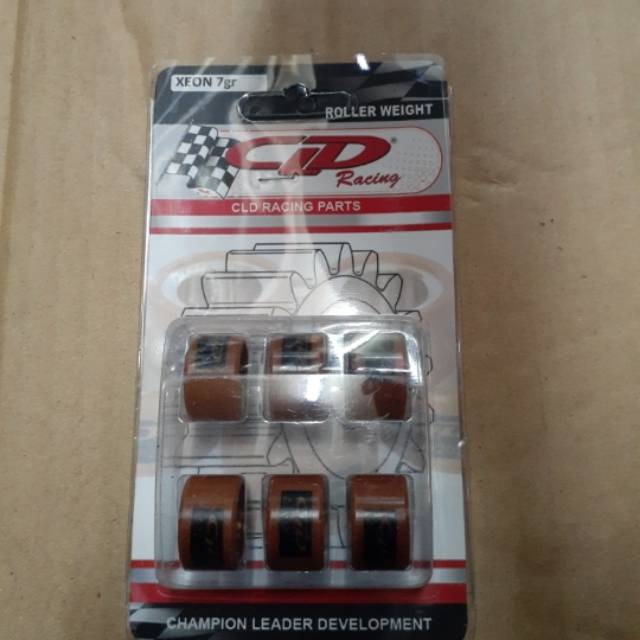 XEON 7gr
ROLLER WEIGHT
CLD®
Racing
CLD RACING PARTS
CHAMPION LEADER DEVELOPMENT